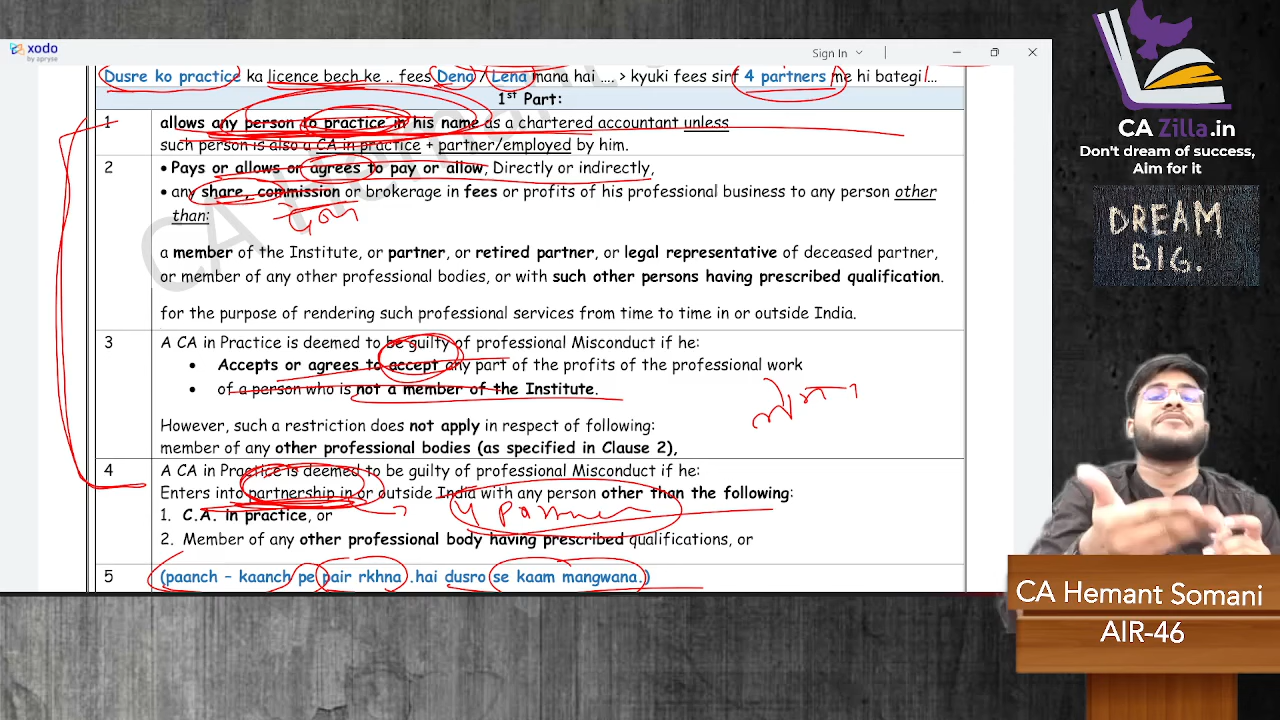 xodo
by apryse
Sign In
Dusre ko practice ka licence bech ke .. fees Dena / Lena mana hai .... > kyuki fees sirf 4 partners me hi bategi ...
1st Part:
1 allows any person to practice in his name as a chartered accountant unless
such person is also a CA in practice + partner/employed by him.
2 • Pays or allows or agrees to pay or allow, Directly or indirectly,
• any share, commission or brokerage in fees or profits of his professional business to any person other
than:
देना
a member of the Institute, or partner, or retired partner, or legal representative of deceased partner,
or member of any other professional bodies, or with such other persons having prescribed qualification.
for the purpose of rendering such professional services from time to time in or outside India.
3 A CA in Practice is deemed to be guilty of professional Misconduct if he:
• Accepts or agrees to accept any part of the profits of the professional work
• of a person who is not a member of the Institute.
लेना
However, such a restriction does not apply in respect of following:
member of any other professional bodies (as specified in Clause 2),
4 A CA in Practice is deemed to be guilty of professional Misconduct if he:
Enters into partnership in or outside India with any person other than the following:
1. C.A. in practice, or
4 partner
2. Member of any other professional body having prescribed qualifications, or
5 (paanch – kaanch pe pair rkhna .hai dusro se kaam mangwana.)
CA Zilla.in
Don't dream of success,
Aim for it
DREAM
BIG.
CA Hemant Somani
AIR-46